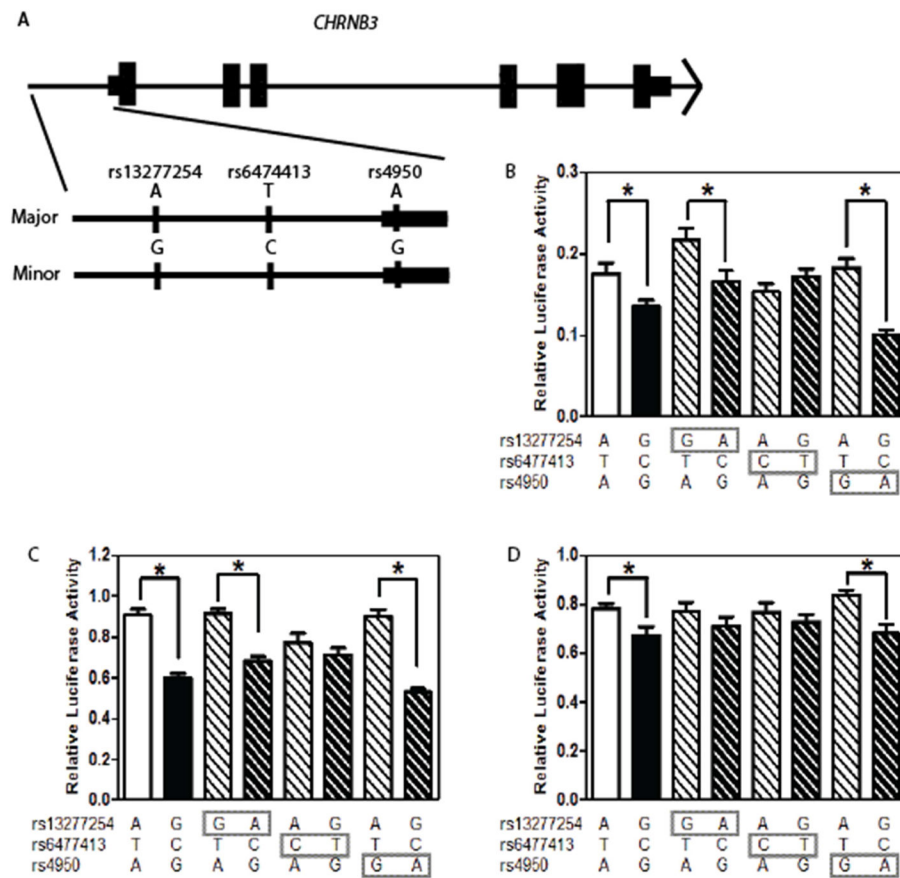 A
CHRNB3
rs13277254 rs6474413 rs4950
A T A
Major
G C G
Minor
B
Relative Luciferase Activity
0.3
0.2
0.1
0.0
* * *
rs13277254 A G G A A G A G
rs6477413 T C T C C T T C
rs4950 A G A G A G G A
C
Relative Luciferase Activity
1.2
1.0
0.8
0.6
0.4
0.2
0.0
* * *
rs13277254 A G G A A G A G
rs6477413 T C T C C T T C
rs4950 A G A G A G G A
D
Relative Luciferase Activity
1.0
0.8
0.6
0.4
0.2
0.0
* *
rs13277254 A G G A A G A G
rs6477413 T C T C C T T C
rs4950 A G A G A G G A